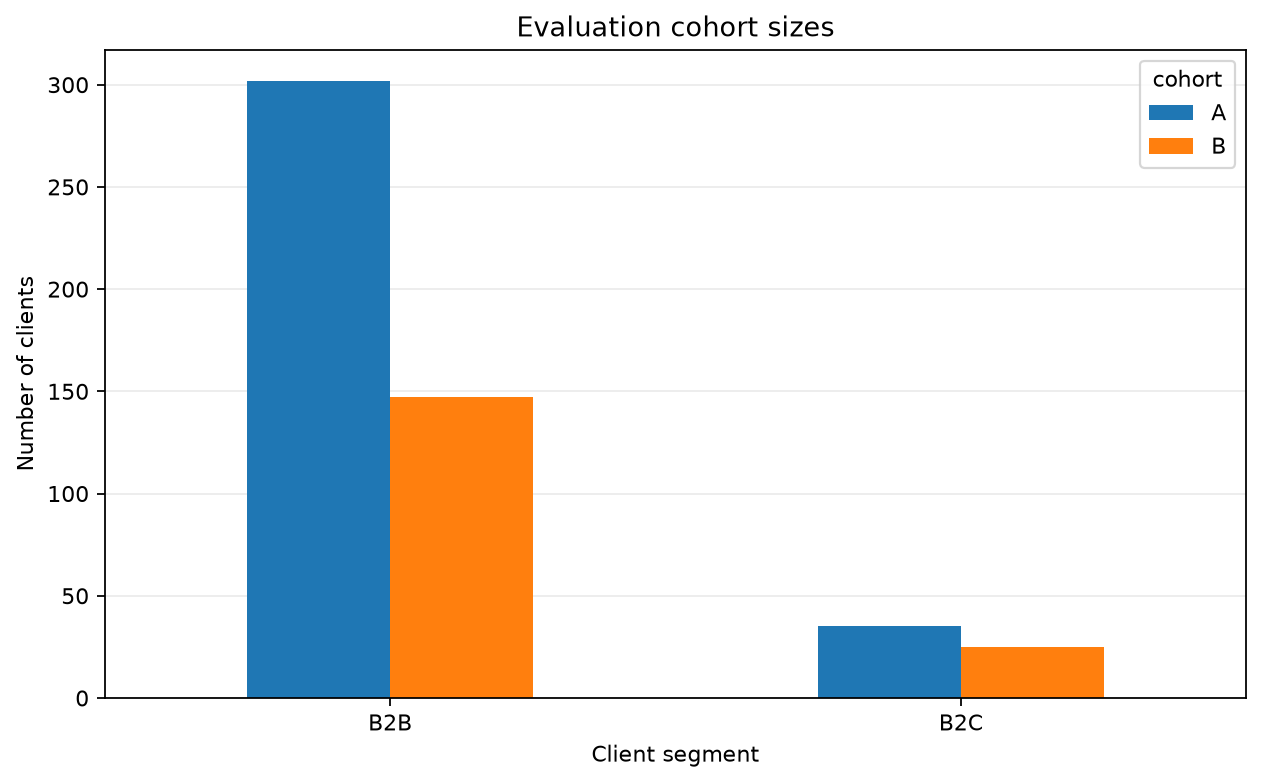 Evaluation cohort sizes
cohort
A
B
Number of clients
300
250
200
150
100
50
0
B2B
B2C
Client segment